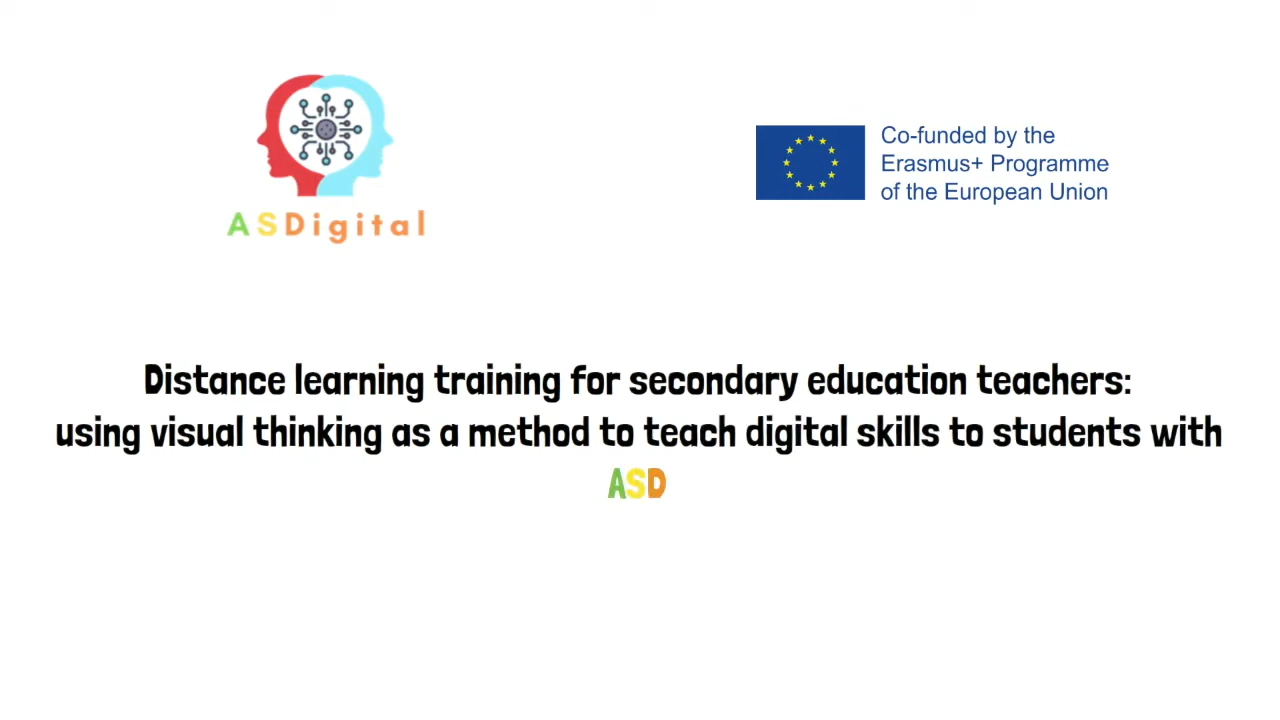 ASDigital
Co-funded by the
Erasmus+ Programme
of the European Union
Distance learning training for secondary education teachers:
using visual thinking as a method to teach digital skills to students with
ASD